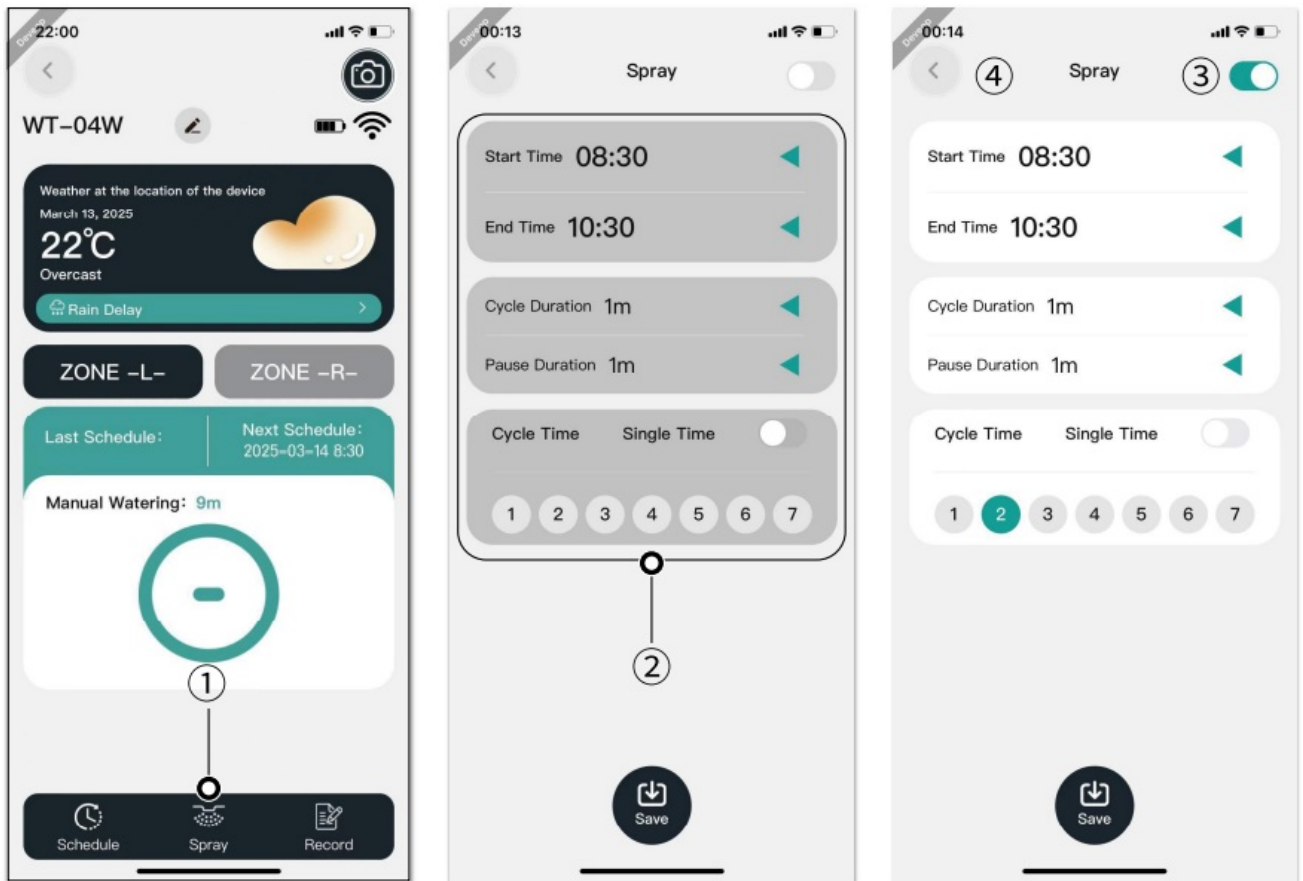 Develop
22:00
WT-04W
Weather at the location of the device
March 13, 2025
22℃
Overcast
Rain Delay
ZONE -L-
ZONE -R-
Last Schedule:
Next Schedule:
2025-03-14 8:30
Manual Watering: 9m
①
Schedule
Spray
Record
Develop
00:13
Spray
Start Time 08:30
End Time 10:30
Cycle Duration 1m
Pause Duration 1m
Cycle Time Single Time
1 2 3 4 5 6 7
②
Save
Develop
00:14
④ Spray ③
Start Time 08:30
End Time 10:30
Cycle Duration 1m
Pause Duration 1m
Cycle Time Single Time
1 2 3 4 5 6 7
Save